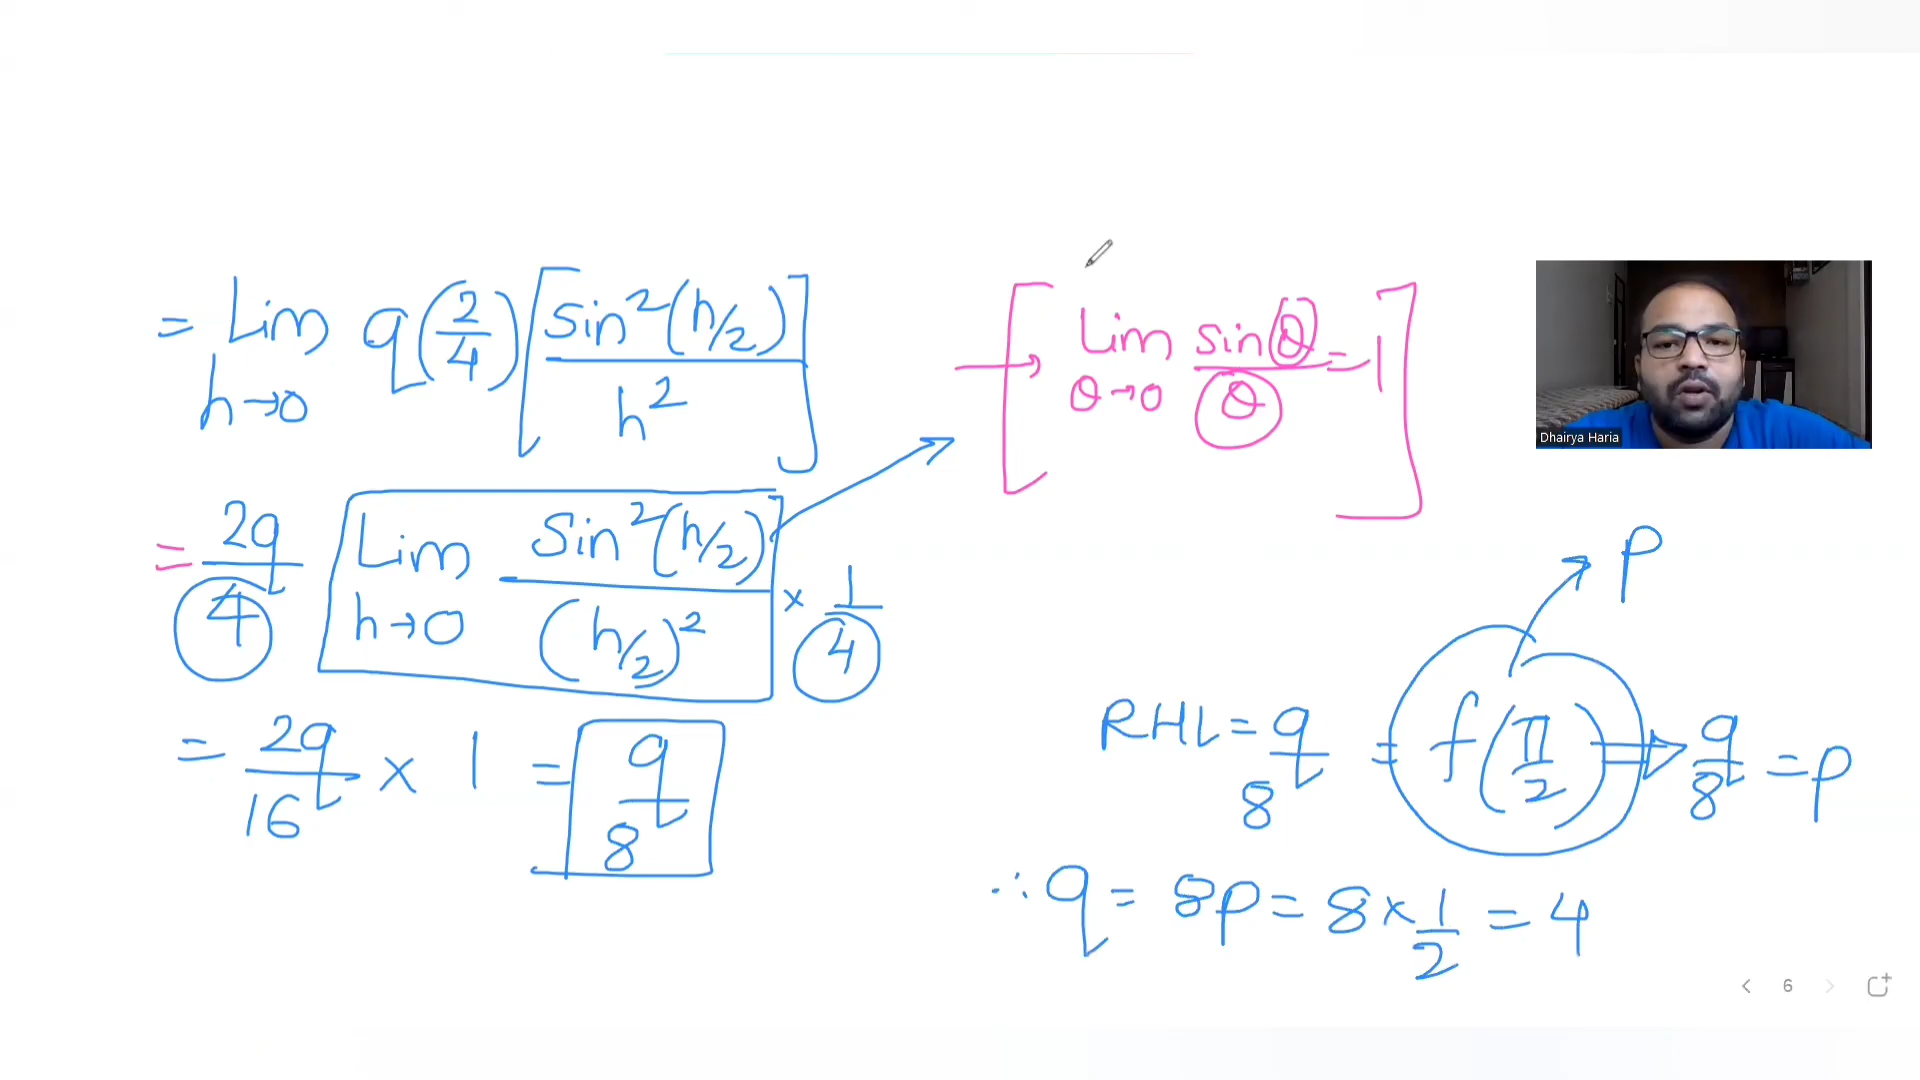 = Lim q(2/4) [sin²(h/2) / h²]
h→0
= 2q/4 Lim Sin²(h/2) / (h/2)² × 1/4
h→0
= 2q/16 × 1 = q/8
→ [Lim sinθ/θ = 1]
θ→0
Dhairya Haria
P
RHL = q/8 = f(π/2) ⇒ q/8 = p
∴ q = 8p = 8 × 1/2 = 4
6